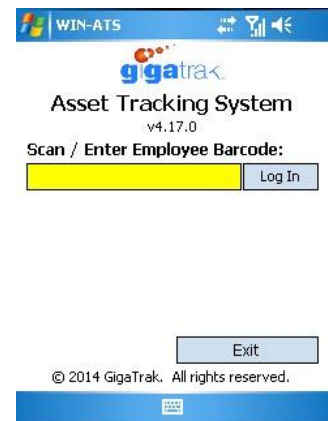 WIN-ATS
gigatrak
Asset Tracking System
v4.17.0
Scan / Enter Employee Barcode:
Log In
Exit
© 2014 GigaTrak. All rights reserved.